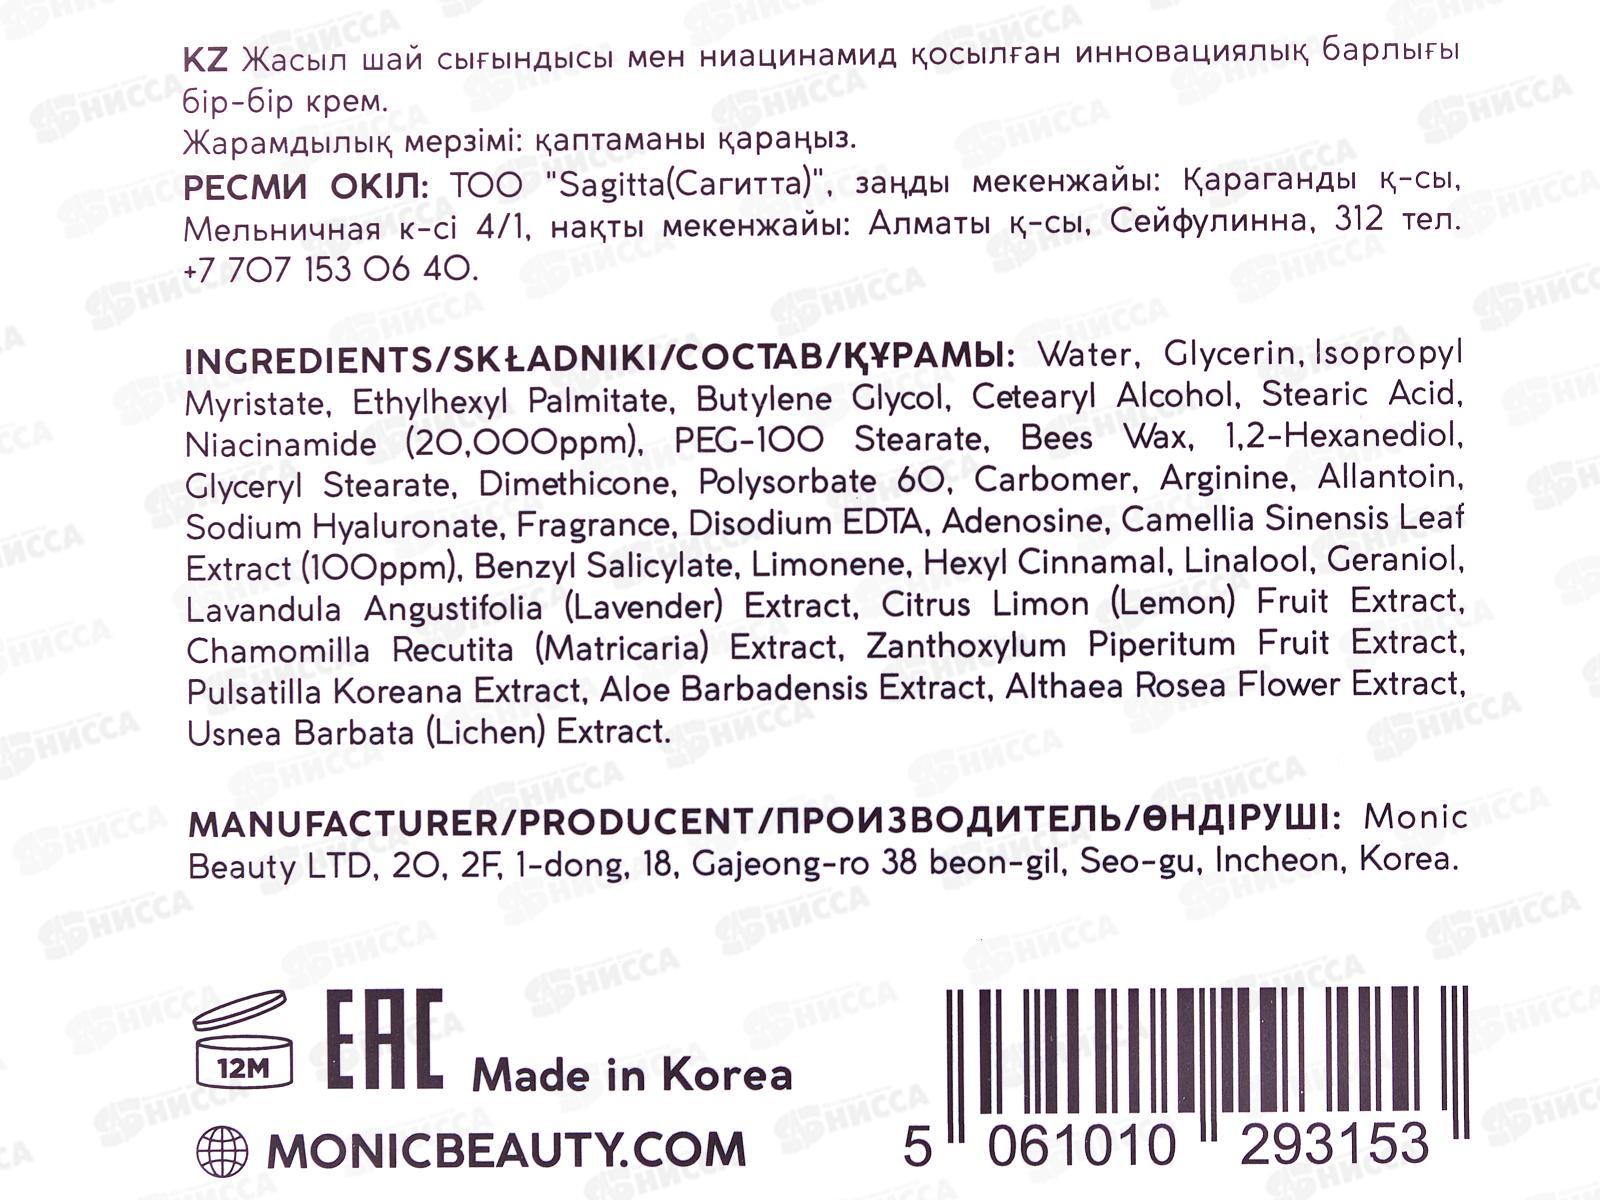 KZ Жасыл шай сығындысы мен ниацинамид қосылған инновациялық барлығы
бір-бір крем.
Жарамдылық мерзімі: қаптаманы қараңыз.
РЕСМИ ОКІЛ: ТОО "Sagitta(Сагитта)", заңды мекенжайы: Қараганды қ-сы,
Мельничная к-сі 4/1, нақты мекенжайы: Алматы қ-сы, Сейфулинна, 312 тел.
+7 707 153 06 40.
INGREDIENTS/SKŁADNIKI/СОСТАВ/ҚҰРАМЫ: Water, Glycerin, Isopropyl
Myristate, Ethylhexyl Palmitate, Butylene Glycol, Cetearyl Alcohol, Stearic Acid,
Niacinamide (20,000ppm), PEG-100 Stearate, Bees Wax, 1,2-Hexanediol,
Glyceryl Stearate, Dimethicone, Polysorbate 60, Carbomer, Arginine, Allantoin,
Sodium Hyaluronate, Fragrance, Disodium EDTA, Adenosine, Camellia Sinensis Leaf
Extract (100ppm), Benzyl Salicylate, Limonene, Hexyl Cinnamal, Linalool, Geraniol,
Lavandula Angustifolia (Lavender) Extract, Citrus Limon (Lemon) Fruit Extract,
Chamomilla Recutita (Matricaria) Extract, Zanthoxylum Piperitum Fruit Extract,
Pulsatilla Koreana Extract, Aloe Barbadensis Extract, Althaea Rosea Flower Extract,
Usnea Barbata (Lichen) Extract.
MANUFACTURER/PRODUCENT/ПРОИЗВОДИТЕЛЬ/ӨНДІРУШІ: Monic
Beauty LTD, 20, 2F, 1-dong, 18, Gajeong-ro 38 beon-gil, Seo-gu, Incheon, Korea.
12M EAC Made in Korea
MONICBEAUTY.COM
5 061010 293153